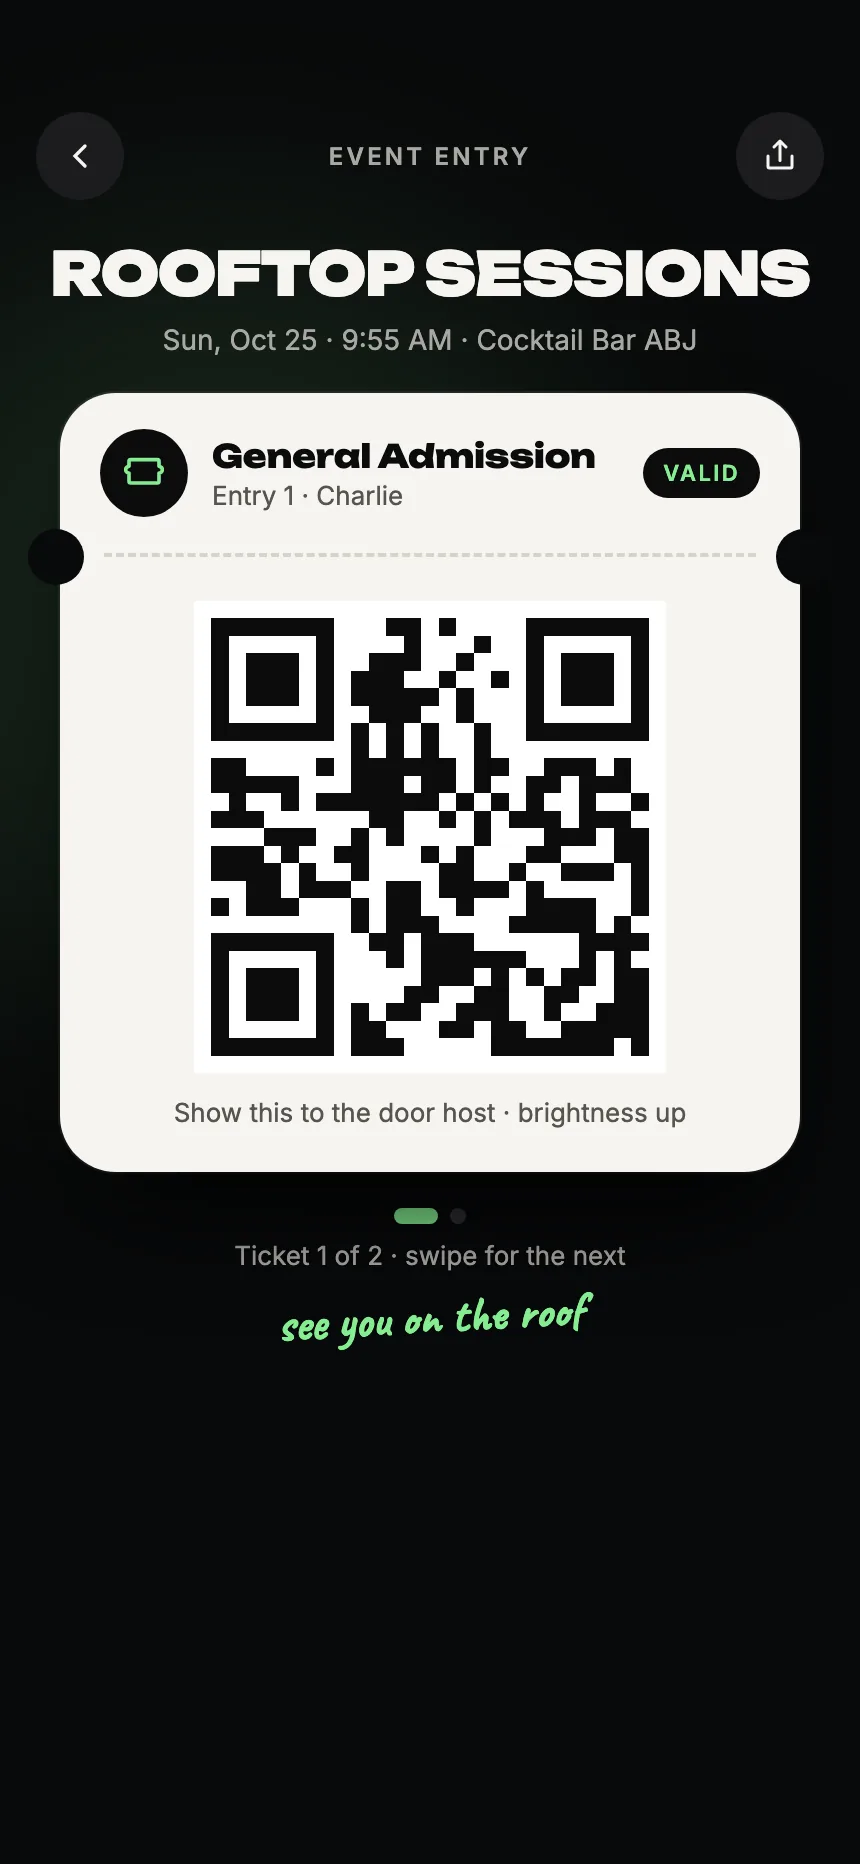 EVENT ENTRY
ROOFTOP SESSIONS
Sun, Oct 25 · 9:55 AM · Cocktail Bar ABJ
General Admission
VALID
Entry 1 · Charlie
Show this to the door host · brightness up
Ticket 1 of 2 · swipe for the next
see you on the roof